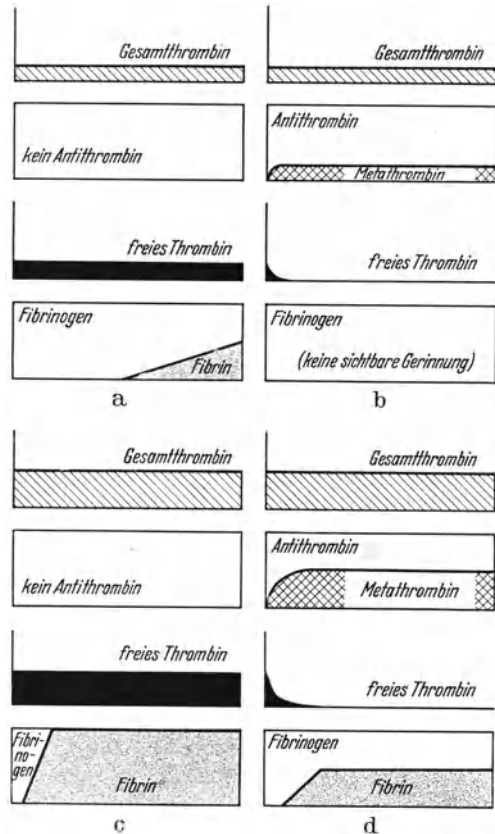 Gesamtthrombin
kein Antithrombin
freies Thrombin
Fibrinogen
Fibrin
a
Gesamtthrombin
Antithrombin
Metathrombin
freies Thrombin
Fibrinogen
(keine sichtbare Gerinnung)
b
Gesamtthrombin
kein Antithrombin
freies Thrombin
Fibri-
no-
gen
Fibrin
c
Gesamtthrombin
Antithrombin
Metathrombin
freies Thrombin
Fibrinogen
Fibrin
d